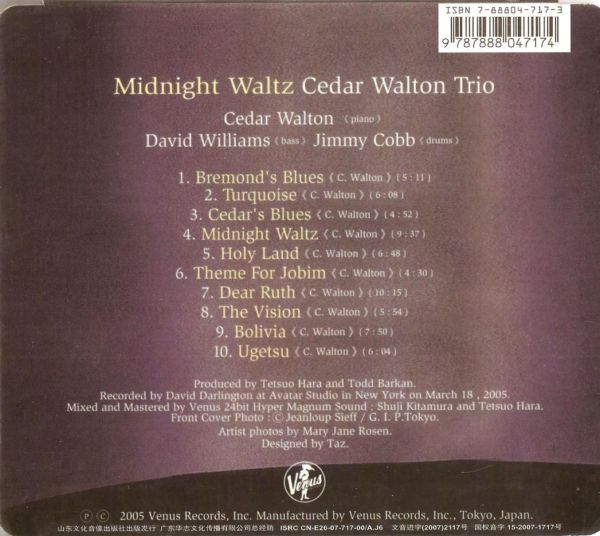 ISBN 7-88804-717-3
9 787888 047174
Midnight Waltz Cedar Walton Trio
Cedar Walton《piano》
David Williams《bass》Jimmy Cobb《drums》
1. Bremond's Blues《C. Walton》(5:11)
2. Turquoise《C. Walton》(6:08)
3. Cedar's Blues《C. Walton》(4:52)
4. Midnight Waltz《C. Walton》(9:37)
5. Holy Land《C. Walton》(6:48)
6. Theme For Jobim《C. Walton》(4:30)
7. Dear Ruth《C. Walton》(10:15)
8. The Vision《C. Walton》(5:54)
9. Bolivia《C. Walton》(7:50)
10. Ugetsu《C. Walton》(6:04)
Produced by Tetsuo Hara and Todd Barkan.
Recorded by David Darlington at Avatar Studio in New York on March 18 , 2005.
Mixed and Mastered by Venus 24bit Hyper Magnum Sound : Shuji Kitamura and Tetsuo Hara.
Front Cover Photo : Ⓒ Jeanloup Sieff / G. I. P.Tokyo.
Artist photos by Mary Jane Rosen.
Designed by Taz.
Venus
Ⓟ Ⓒ 2005 Venus Records, Inc. Manufactured by Venus Records, Inc., Tokyo, Japan.
山东文化音像出版社出版发行 广东华志文化传播有限公司总经销 ISRC CN-E26-07-717-00/A.J6 文音进字(2007)2117号 国权音字 15-2007-1717号